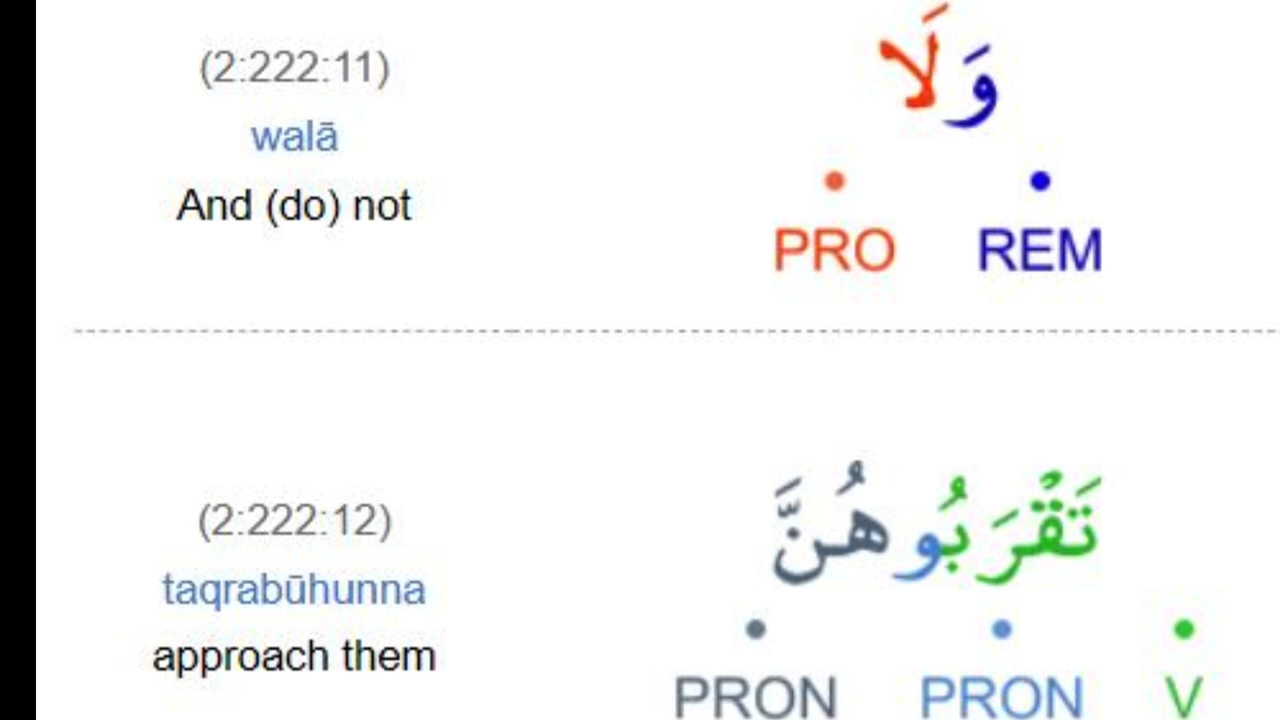 (2:222:11)
walā
And (do) not
وَلَا
PRO REM
(2:222:12)
taqrabūhunna
approach them
تَقْرَبُوهُنَّ
PRON PRON V